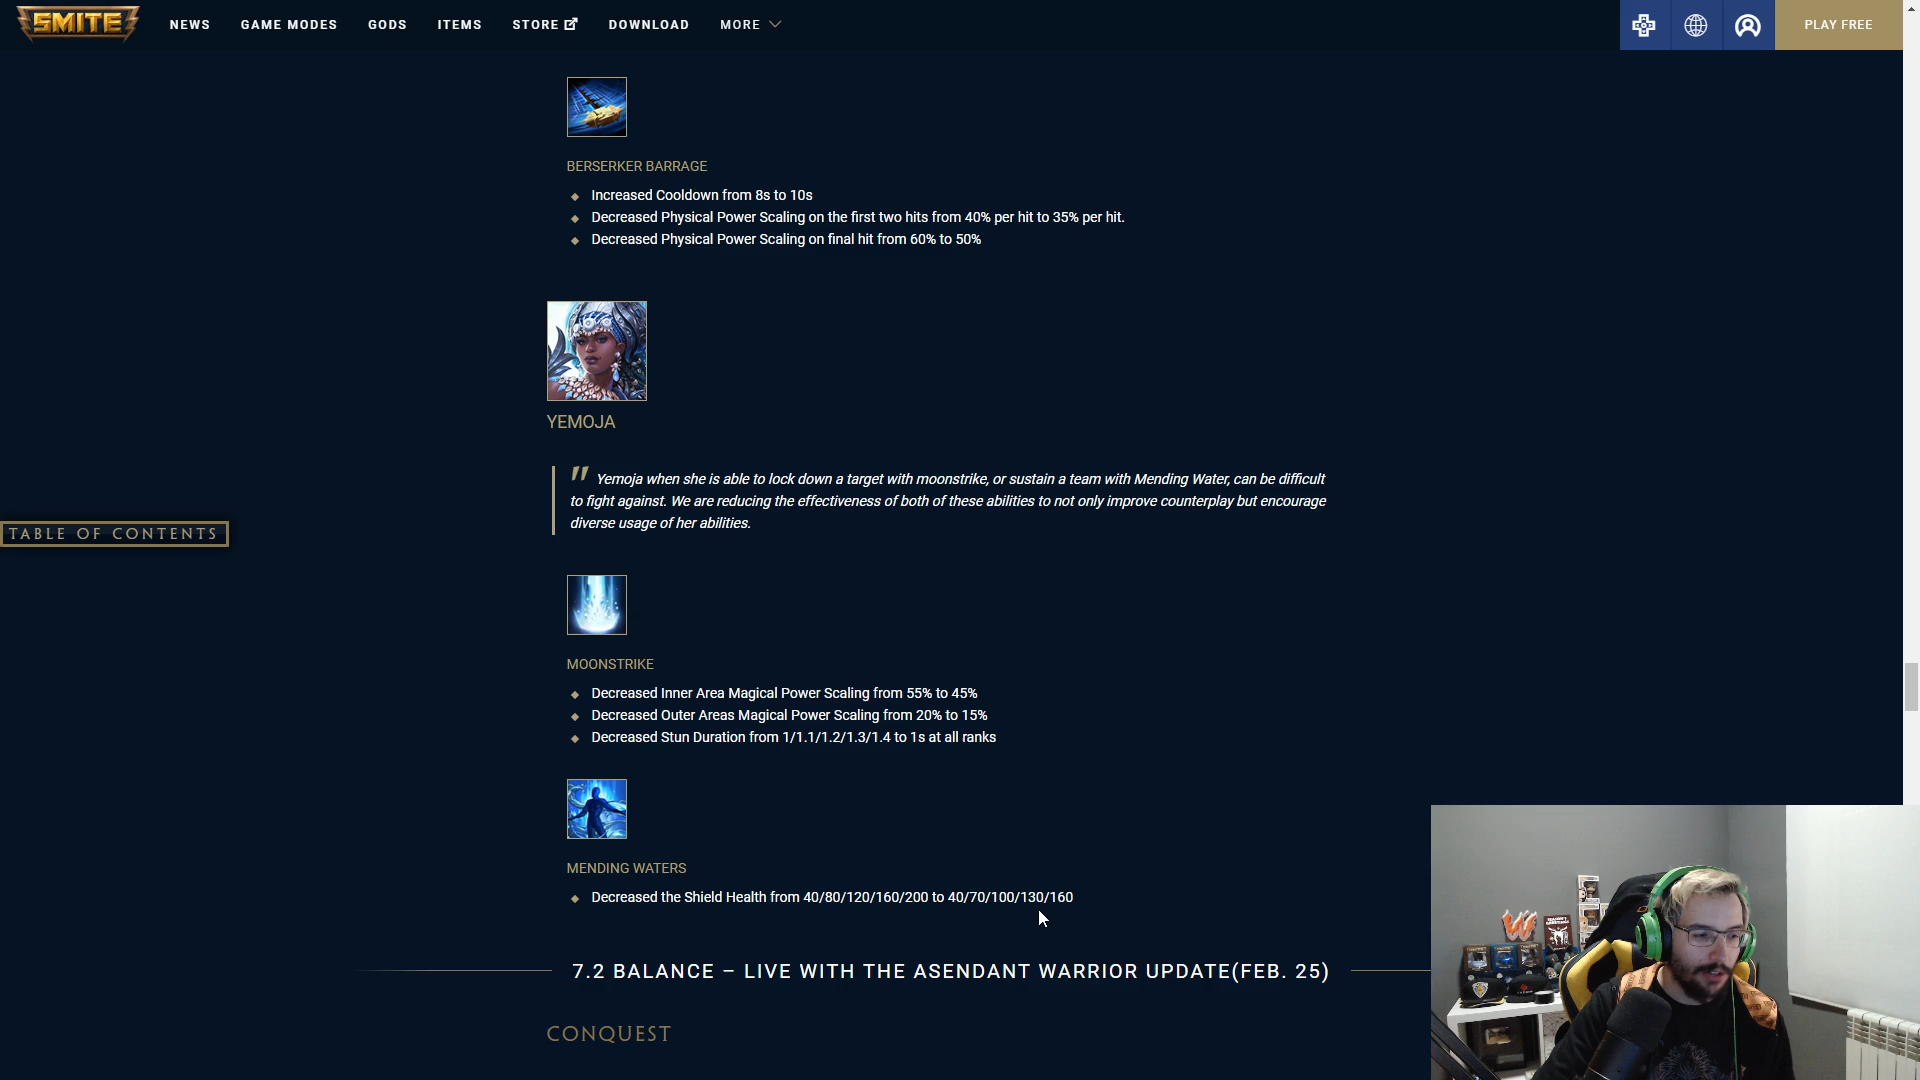 SMITE NEWS GAME MODES GODS ITEMS STORE DOWNLOAD MORE PLAY FREE
BERSERKER BARRAGE
Increased Cooldown from 8s to 10s
Decreased Physical Power Scaling on the first two hits from 40% per hit to 35% per hit.
Decreased Physical Power Scaling on final hit from 60% to 50%
YEMOJA
" Yemoja when she is able to lock down a target with moonstrike, or sustain a team with Mending Water, can be difficult
to fight against. We are reducing the effectiveness of both of these abilities to not only improve counterplay but encourage
diverse usage of her abilities.
TABLE OF CONTENTS
MOONSTRIKE
Decreased Inner Area Magical Power Scaling from 55% to 45%
Decreased Outer Areas Magical Power Scaling from 20% to 15%
Decreased Stun Duration from 1/1.1/1.2/1.3/1.4 to 1s at all ranks
MENDING WATERS
Decreased the Shield Health from 40/80/120/160/200 to 40/70/100/130/160
7.2 BALANCE – LIVE WITH THE ASENDANT WARRIOR UPDATE(FEB. 25)
CONQUEST